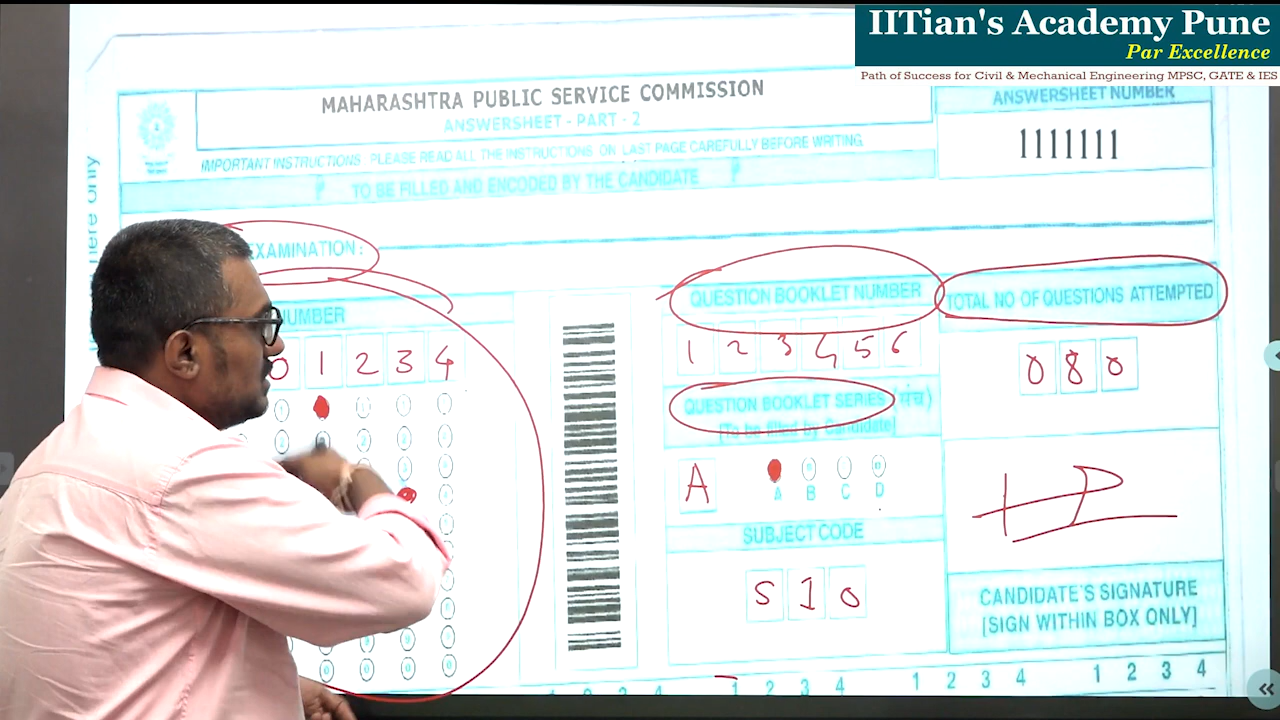 IITian's Academy Pune
Par Excellence
Path of Success for Civil & Mechanical Engineering MPSC, GATE & IES
MAHARASHTRA PUBLIC SERVICE COMMISSION
ANSWERSHEET - PART - 2
IMPORTANT INSTRUCTIONS PLEASE READ ALL THE INSTRUCTIONS ON LAST PAGE CAREFULLY BEFORE WRITING
TO BE FILLED AND ENCODED BY THE CANDIDATE
ANSWERSHEET NUMBER
1111111
here only
EXAMINATION:
NUMBER
0 1 2 3 4
QUESTION BOOKLET NUMBER
1 2 3 4 5 6
TOTAL NO OF QUESTIONS ATTEMPTED
0 8 0
QUESTION BOOKLET SERIES (संच)
[To be filled by Candidate]
A
A B C D
SUBJECT CODE
S 1 0
CANDIDATE'S SIGNATURE
[SIGN WITHIN BOX ONLY]
1 2 3 4 1 2 3 4 1 2 3 4